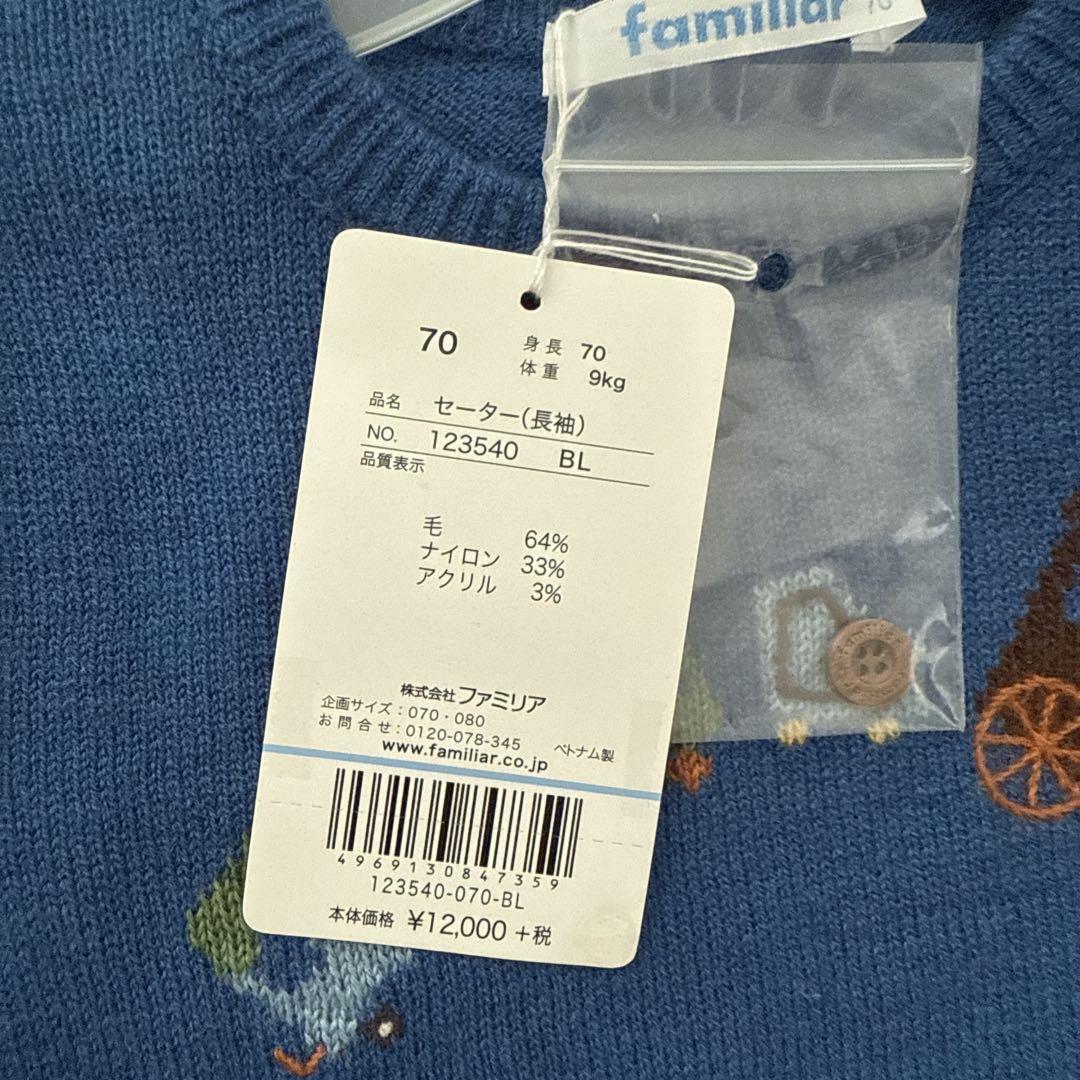 familiar 70
70 身長 70
体重 9kg
品名 セーター(長袖)
NO. 123540 BL
品質表示
毛 64%
ナイロン 33%
アクリル 3%
株式会社ファミリア
企画サイズ:070・080
お問合せ:0120-078-345 ベトナム製
www.familiar.co.jp
4969130847359
123540-070-BL
本体価格 ¥12,000 +税
familiar